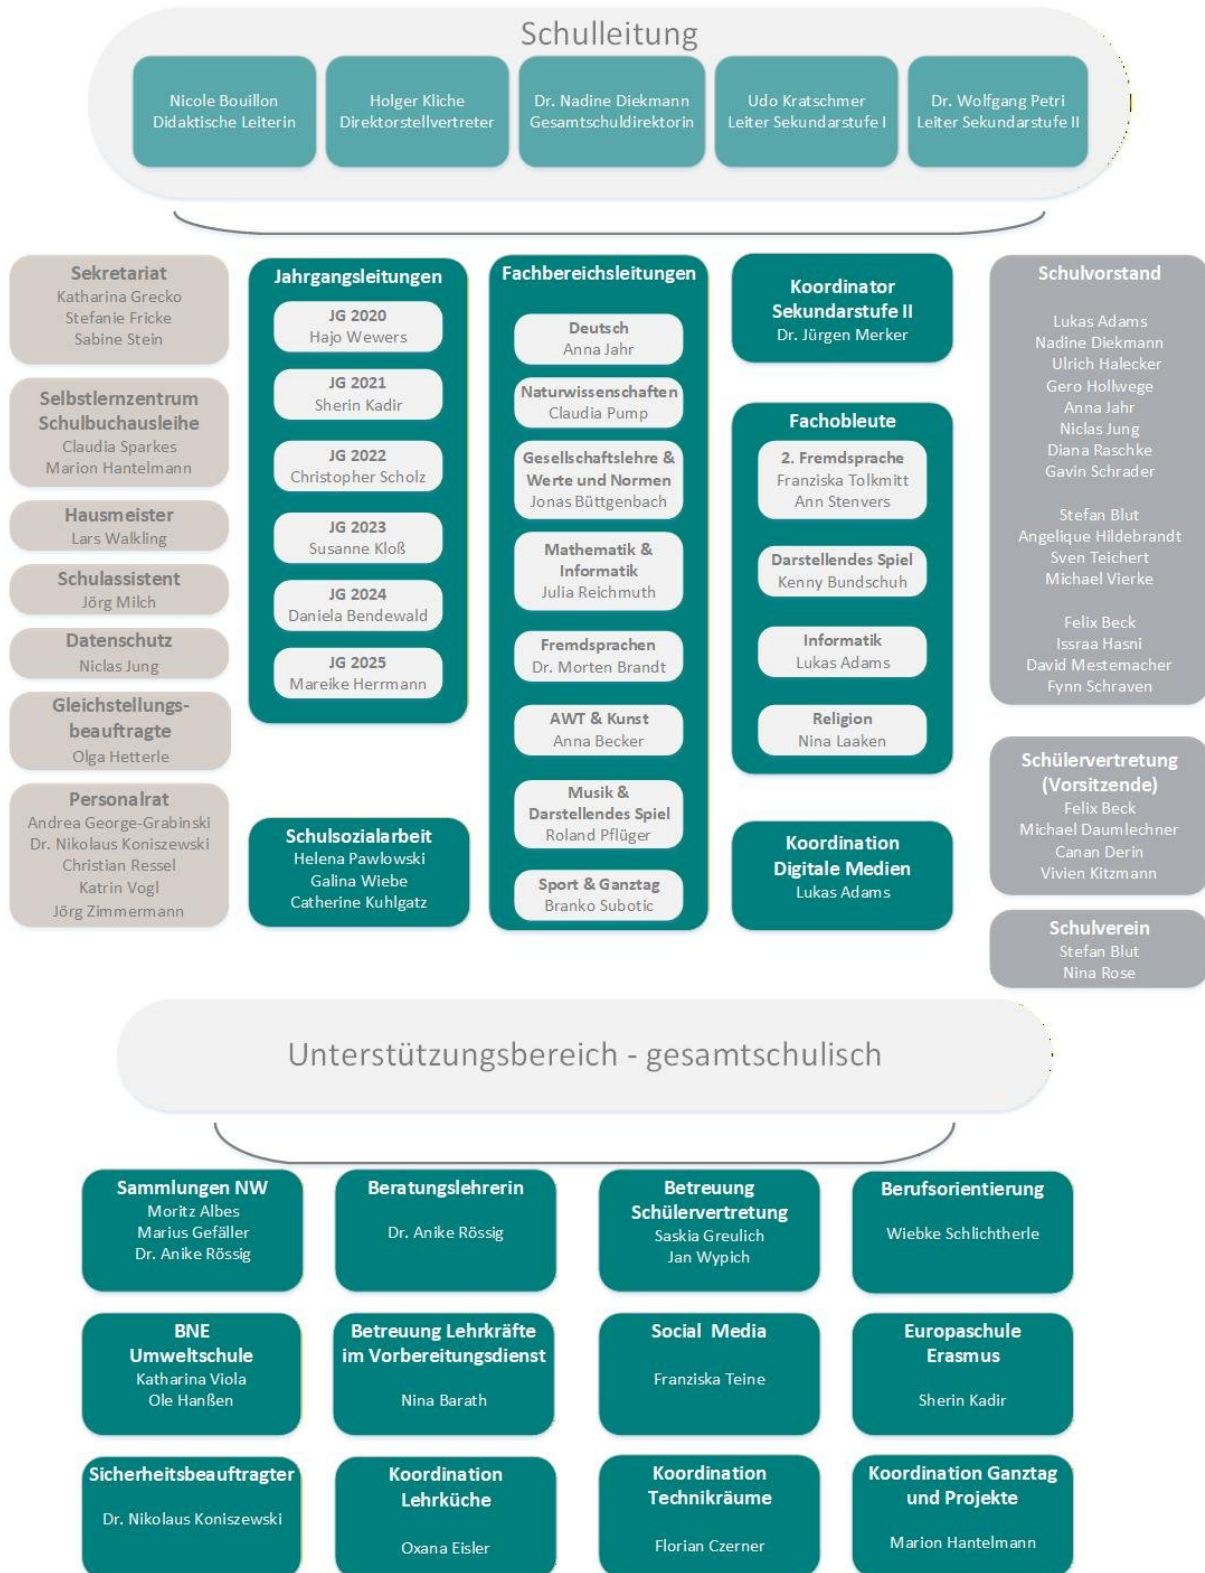 Schulleitung
Nicole Bouillon
Didaktische Leiterin
Holger Kliche
Direktorstellvertreter
Dr. Nadine Diekmann
Gesamtschuldirektorin
Udo Kratschmer
Leiter Sekundarstufe I
Dr. Wolfgang Petri
Leiter Sekundarstufe II
Sekretariat
Katharina Grecko
Stefanie Fricke
Sabine Stein
Selbstlernzentrum
Schulbuchausleihe
Claudia Sparkes
Marion Hantelmann
Hausmeister
Lars Walkling
Schulassistent
Jörg Milch
Datenschutz
Niclas Jung
Gleichstellungs-
beauftragte
Olga Hetterle
Personalrat
Andrea George-Grabinski
Dr. Nikolaus Koniszewski
Christian Ressel
Katrin Vogl
Jörg Zimmermann
Jahrgangsleitungen
JG 2020
Hajo Wewers
JG 2021
Sherin Kadir
JG 2022
Christopher Scholz
JG 2023
Susanne Kloß
JG 2024
Daniela Bendewald
JG 2025
Mareike Herrmann
Schulsozialarbeit
Helena Pawlowski
Galina Wiebe
Catherine Kuhlgatz
Fachbereichsleitungen
Deutsch
Anna Jahr
Naturwissenschaften
Claudia Pump
Gesellschaftslehre &
Werte und Normen
Jonas Büttgenbach
Mathematik &
Informatik
Julia Reichmuth
Fremdsprachen
Dr. Morten Brandt
AWT & Kunst
Anna Becker
Musik &
Darstellendes Spiel
Roland Pflüger
Sport & Ganztag
Branko Subotic
Koordinator
Sekundarstufe II
Dr. Jürgen Merker
Fachobleute
2. Fremdsprache
Franziska Tolkmitt
Ann Stenvers
Darstellendes Spiel
Kenny Bundschuh
Informatik
Lukas Adams
Religion
Nina Laaken
Koordination
Digitale Medien
Lukas Adams
Schulvorstand
Lukas Adams
Nadine Diekmann
Ulrich Halecker
Gero Hollwege
Anna Jahr
Niclas Jung
Diana Raschke
Gavin Schrader
Stefan Blut
Angelique Hildebrandt
Sven Teichert
Michael Vierke
Felix Beck
Issraa Hasni
David Mestemacher
Fynn Schraven
Schülervertretung
(Vorsitzende)
Felix Beck
Michael Daumlechner
Canan Derin
Vivien Kitzmann
Schulverein
Stefan Blut
Nina Rose
Unterstützungsbereich - gesamtschulisch
Sammlungen NW
Moritz Albes
Marius Gefäller
Dr. Anike Rössig
Beratungslehrerin
Dr. Anike Rössig
Betreuung
Schülervertretung
Saskia Greulich
Jan Wypich
Berufsorientierung
Wiebke Schlichtherle
BNE
Umweltschule
Katharina Viola
Ole Hanßen
Betreuung Lehrkräfte
im Vorbereitungsdienst
Nina Barath
Social Media
Franziska Teine
Europaschule
Erasmus
Sherin Kadir
Sicherheitsbeauftragter
Dr. Nikolaus Koniszewski
Koordination
Lehrküche
Oxana Eisler
Koordination
Technikräume
Florian Czerner
Koordination Ganztag
und Projekte
Marion Hantelmann